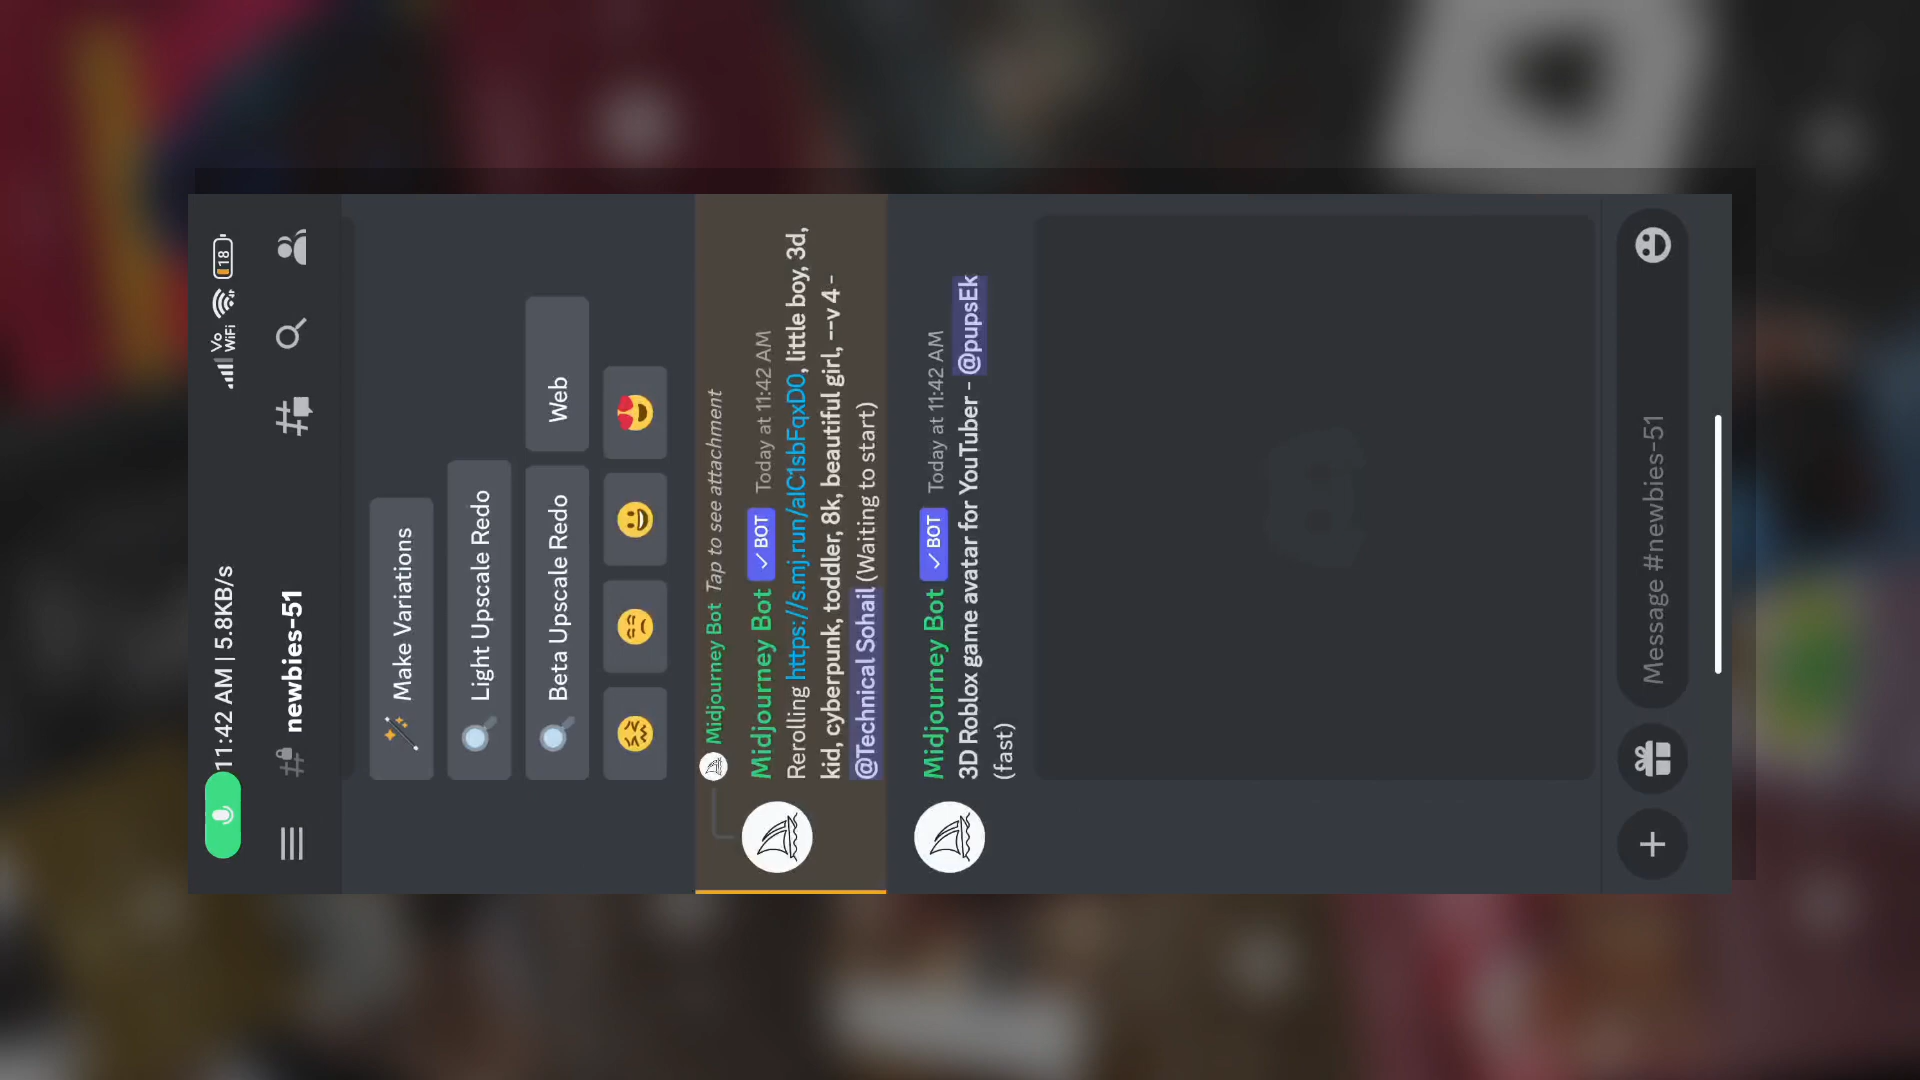 11:42 AM | 5.8KB/s Vo WiFi 18
newbies-51
Make Variations
Light Upscale Redo
Beta Upscale Redo Web
Midjourney Bot Tap to see attachment
Midjourney Bot BOT Today at 11:42 AM
Rerolling https://s.mj.run/aIC1sbFqxD0, little boy, 3d,
kid, cyberpunk, toddler, 8k, beautiful girl, --v 4 -
@Technical Sohail (Waiting to start)
Midjourney Bot BOT Today at 11:42 AM
3D Roblox game avatar for YouTuber - @pupsEk
(fast)
Message #newbies-51